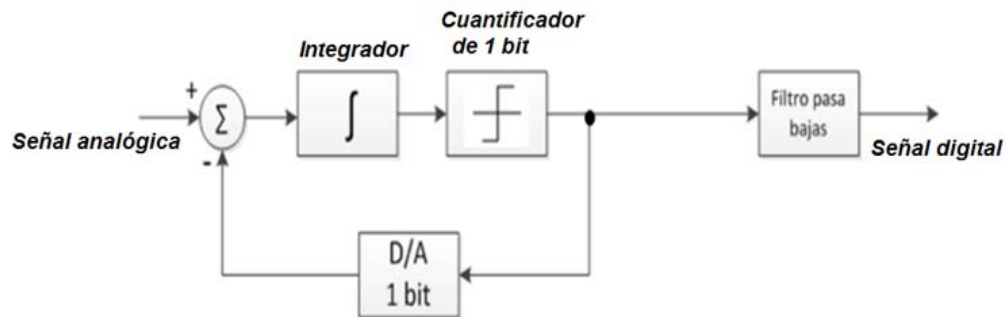 Cuantificador
de 1 bit
Integrador
+
Σ
∫
Filtro pasa
bajas
Señal analógica
-
Señal digital
D/A
1 bit